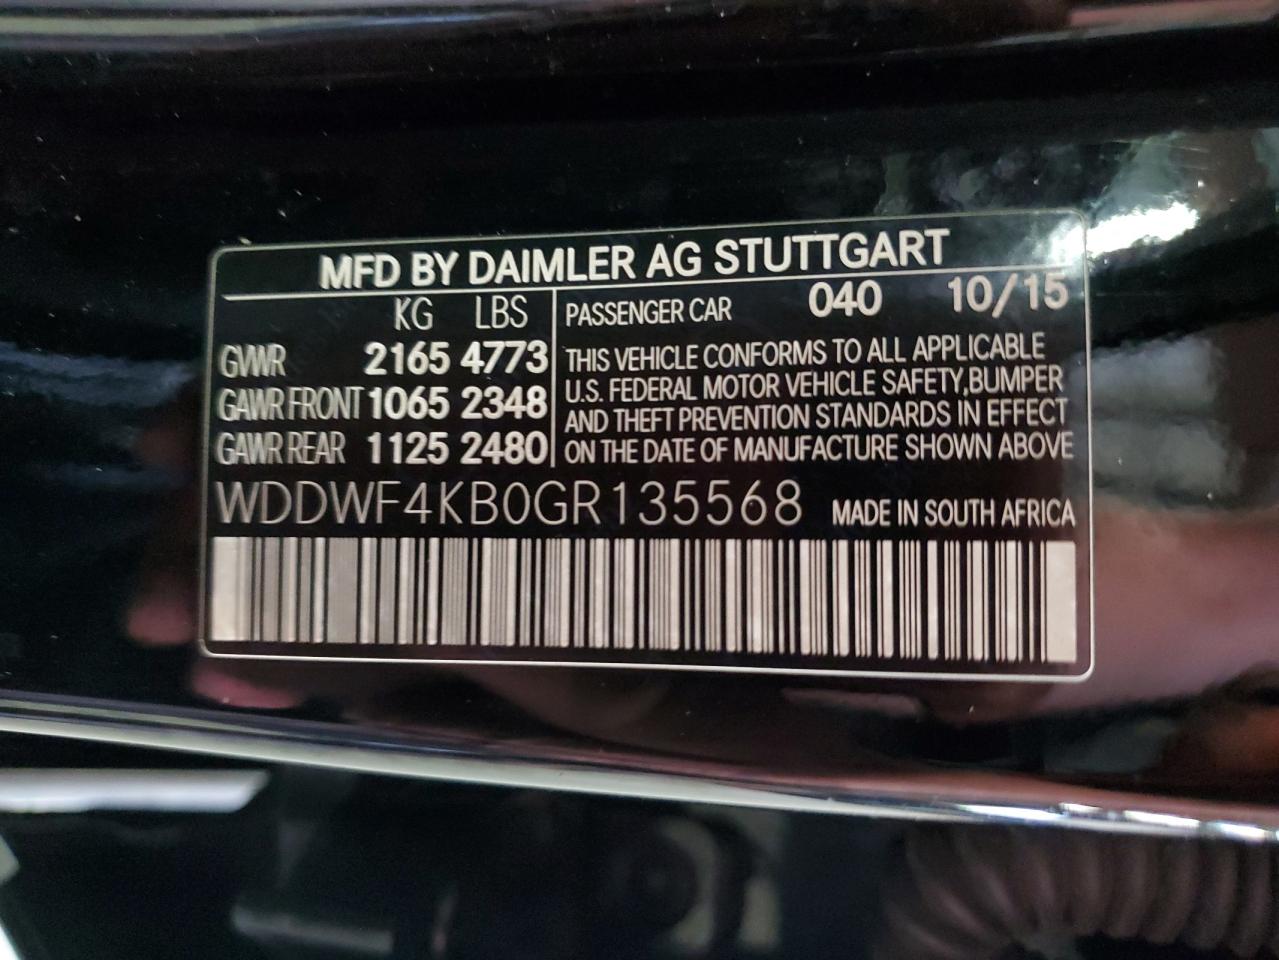 MFD BY DAIMLER AG STUTTGART
KG LBS
GVWR 2165 4773
GAWR FRONT 1065 2348
GAWR REAR 1125 2480
PASSENGER CAR 040 10/15
THIS VEHICLE CONFORMS TO ALL APPLICABLE
U.S. FEDERAL MOTOR VEHICLE SAFETY,BUMPER
AND THEFT PREVENTION STANDARDS IN EFFECT
ON THE DATE OF MANUFACTURE SHOWN ABOVE
WDDWF4KB0GR135568 MADE IN SOUTH AFRICA